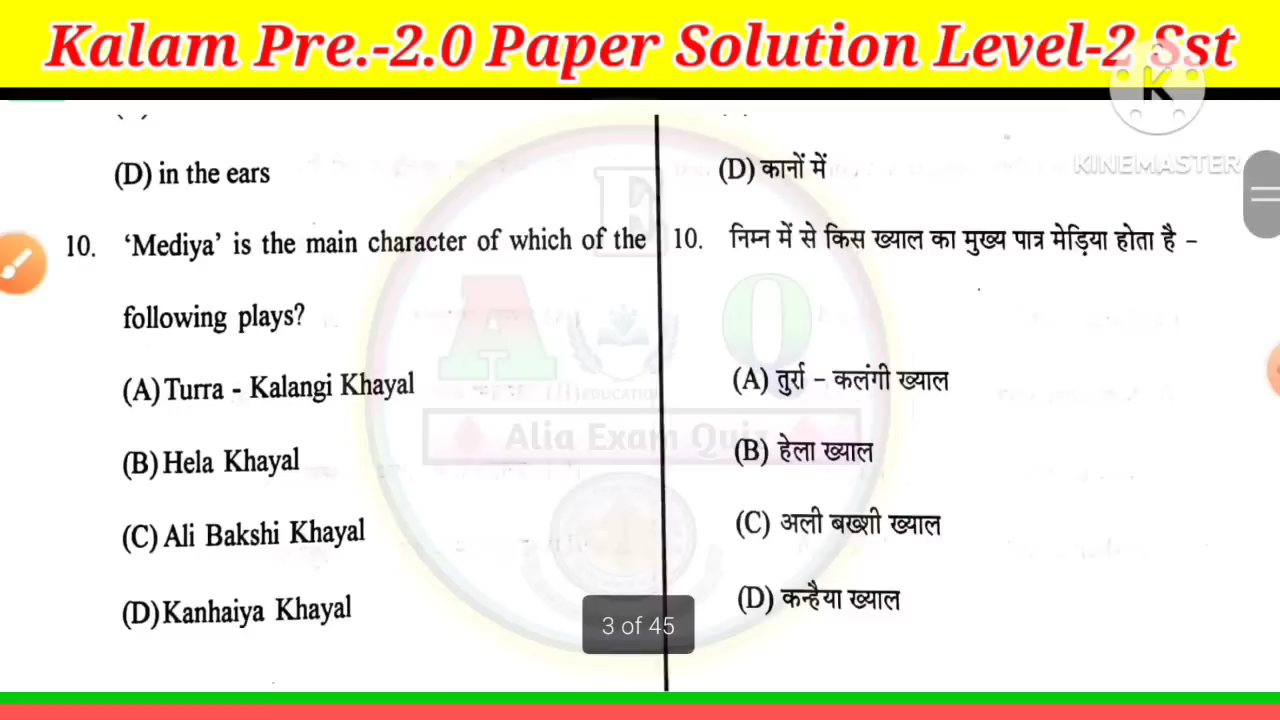 Kalam Pre.-2.0 Paper Solution Level-2 Sst
K
KINEMASTER
(D) in the ears
10. ‘Mediya’ is the main character of which of the
following plays?
(A) Turra - Kalangi Khayal
(B) Hela Khayal
(C) Ali Bakshi Khayal
(D) Kanhaiya Khayal
(D) कानों में
10. निम्न में से किस ख्याल का मुख्य पात्र मेड़िया होता है –
(A) तुर्रा – कलंगी ख्याल
(B) हेला ख्याल
(C) अली बख्शी ख्याल
(D) कन्हैया ख्याल
E
A Q
EDUCATION
Alia Exam Quiz
3 of 45